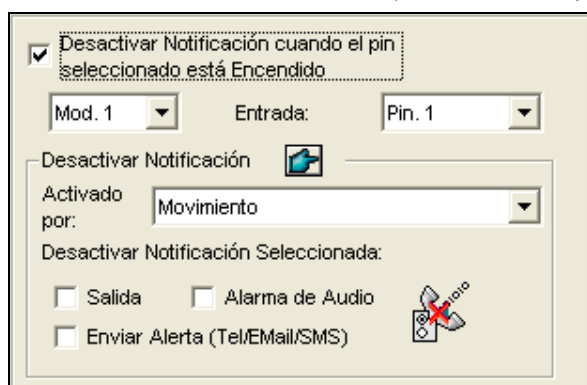 Desactivar Notificación cuando el pin
seleccionado está Encendido
Mod. 1 Entrada: Pin. 1
Desactivar Notificación
Activado
por:
Movimiento
Desactivar Notificación Seleccionada:
Salida Alarma de Audio
Enviar Alerta (Tel/EMail/SMS)